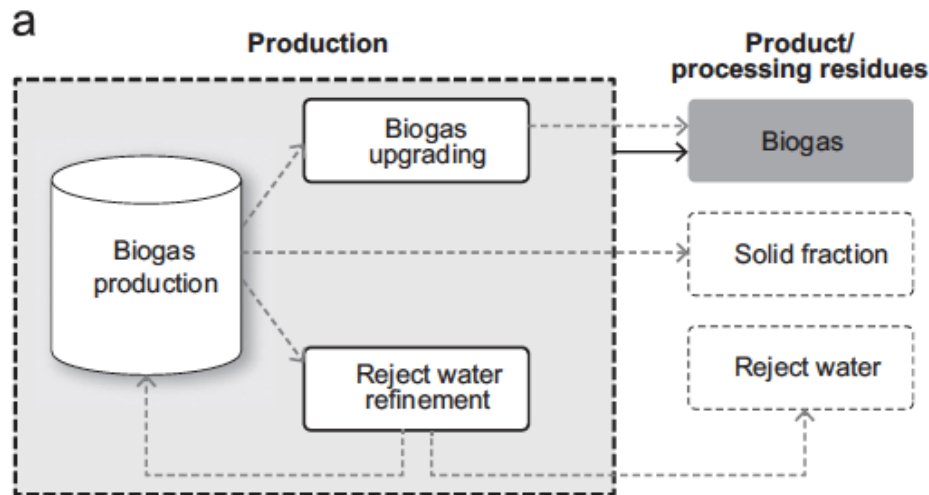 a
Production
Product/
processing residues
Biogas
upgrading
Biogas
Biogas
production
Solid fraction
Reject water
refinement
Reject water